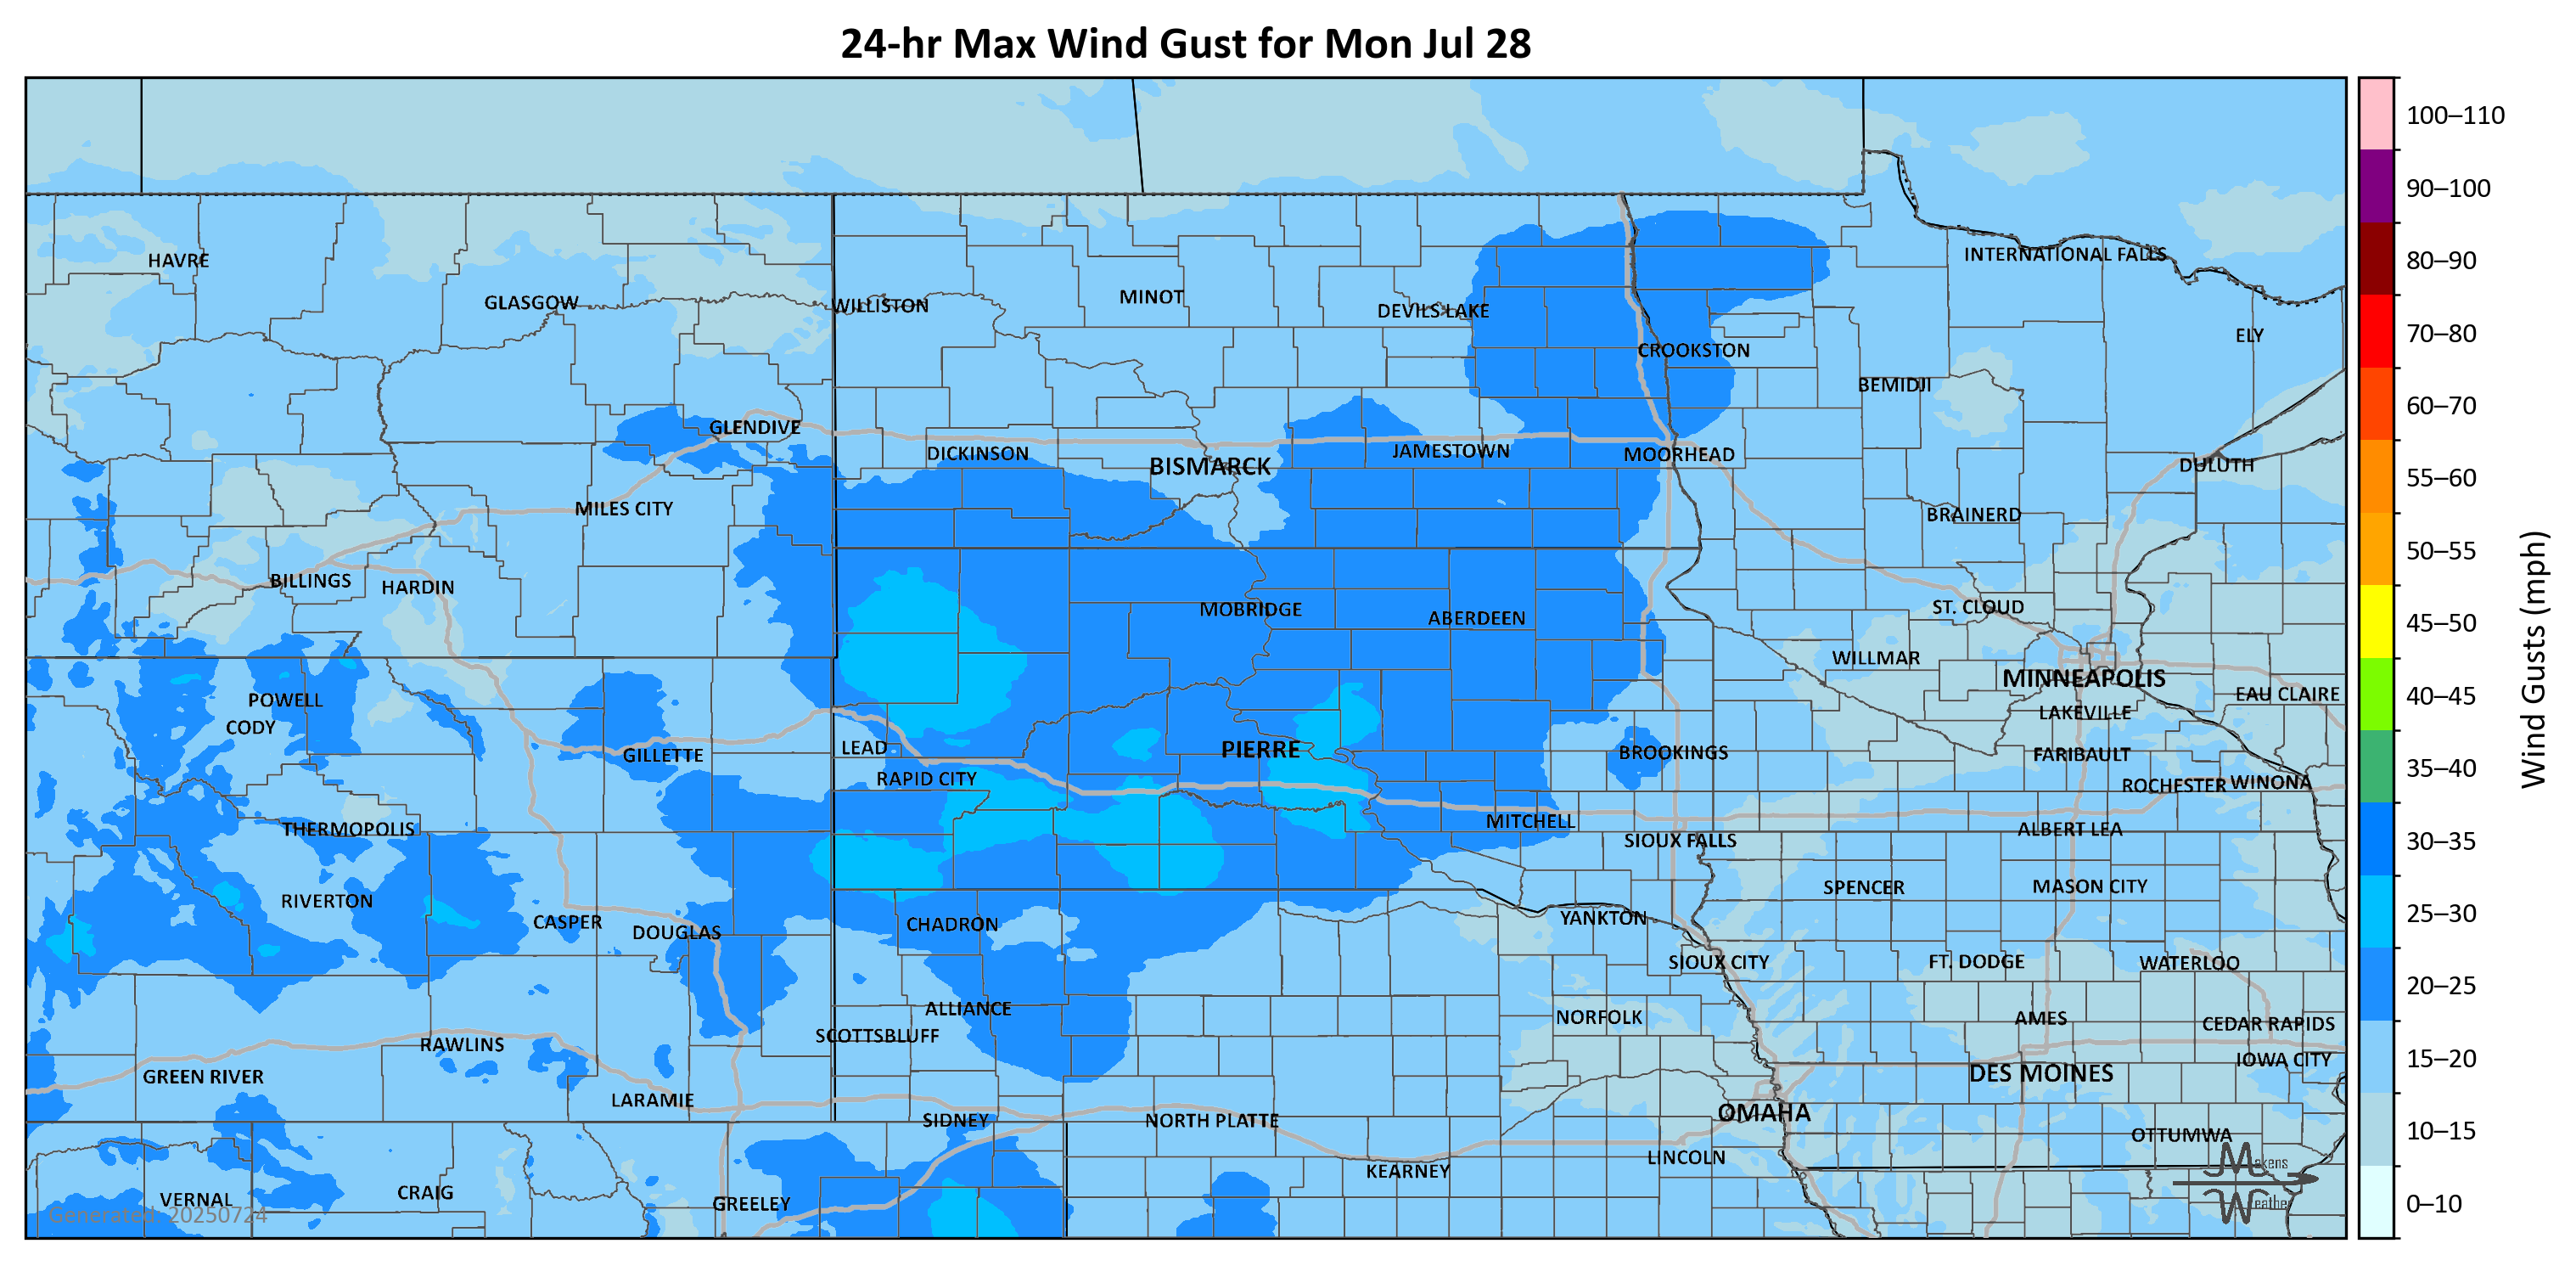 24-hr Max Wind Gust for Mon Jul 28
100–110
90–100
80–90
70–80
60–70
55–60
50–55
45–50
40–45
35–40
30–35
25–30
20–25
15–20
10–15
0–10
Wind Gusts (mph)
HAVRE
INTERNATIONAL FALLS
GLASGOW
WILLISTON
MINOT
DEVILS LAKE
ELY
CROOKSTON
BEMIDJI
GLENDIVE
DICKINSON
BISMARCK
JAMESTOWN
MOORHEAD
DULUTH
MILES CITY
BRAINERD
BILLINGS
HARDIN
MOBRIDGE
ABERDEEN
ST. CLOUD
WILLMAR
MINNEAPOLIS
EAU CLAIRE
POWELL
CODY
LAKEVILLE
GILLETTE
LEAD
PIERRE
BROOKINGS
FARIBAULT
RAPID CITY
ROCHESTER
WINONA
THERMOPOLIS
MITCHELL
SIOUX FALLS
ALBERT LEA
RIVERTON
SPENCER
MASON CITY
CASPER
DOUGLAS
CHADRON
YANKTON
SIOUX CITY
FT. DODGE
WATERLOO
ALLIANCE
SCOTTSBLUFF
NORFOLK
AMES
CEDAR RAPIDS
RAWLINS
IOWA CITY
GREEN RIVER
DES MOINES
LARAMIE
SIDNEY
NORTH PLATTE
OMAHA
OTTUMWA
LINCOLN
KEARNEY
VERNAL
CRAIG
GREELEY
Generated: 20250724
Makens
Weather